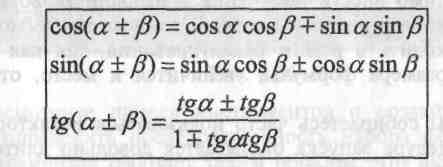 cos(α ± β) = cos α cos β ∓ sin α sin β
sin(α ± β) = sin α cos β ± cos α sin β
tg(α ± β) = (tgα ± tgβ) / (1 ∓ tgαtgβ)